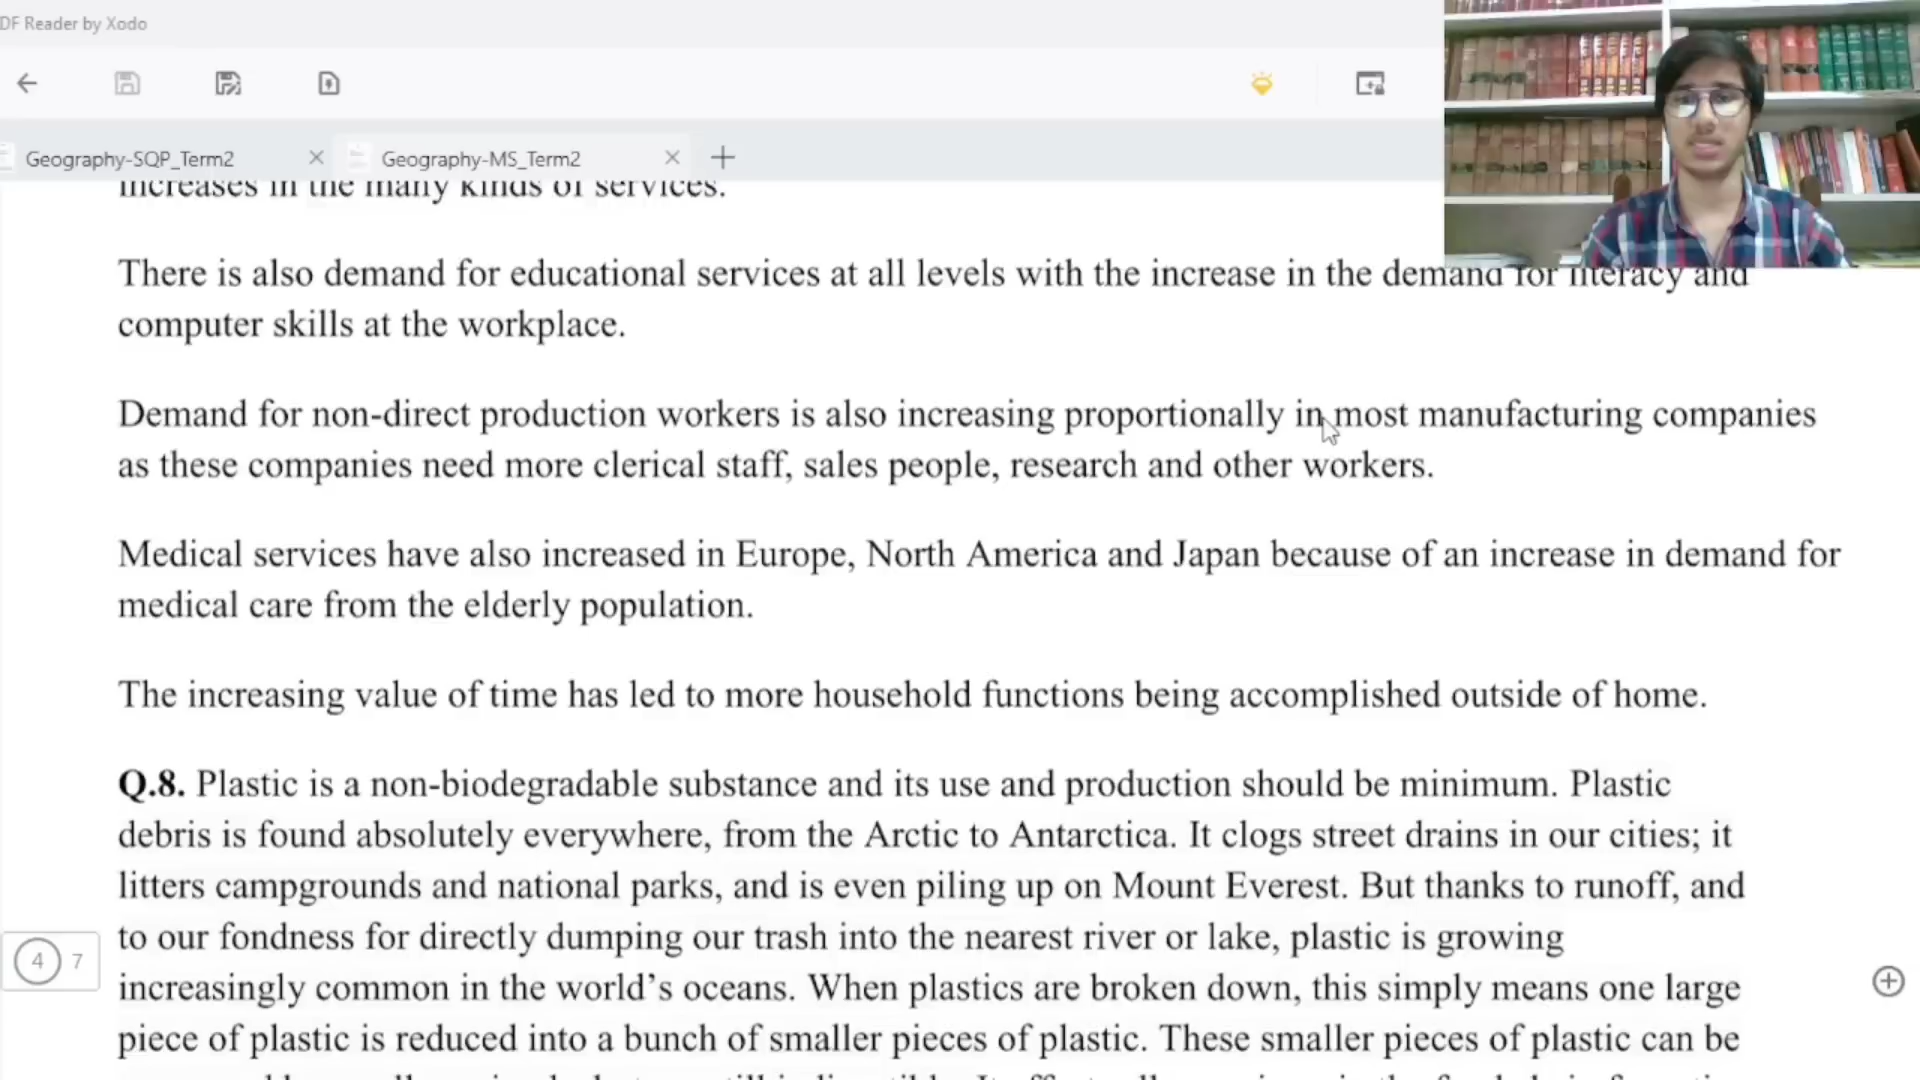 DF Reader by Xodo
Geography-SQP_Term2
Geography-MS_Term2
increases in the many kinds of services.
There is also demand for educational services at all levels with the increase in the demand for literacy and
computer skills at the workplace.
Demand for non-direct production workers is also increasing proportionally in most manufacturing companies
as these companies need more clerical staff, sales people, research and other workers.
Medical services have also increased in Europe, North America and Japan because of an increase in demand for
medical care from the elderly population.
The increasing value of time has led to more household functions being accomplished outside of home.
Q.8. Plastic is a non-biodegradable substance and its use and production should be minimum. Plastic
debris is found absolutely everywhere, from the Arctic to Antarctica. It clogs street drains in our cities; it
litters campgrounds and national parks, and is even piling up on Mount Everest. But thanks to runoff, and
to our fondness for directly dumping our trash into the nearest river or lake, plastic is growing
increasingly common in the world's oceans. When plastics are broken down, this simply means one large
piece of plastic is reduced into a bunch of smaller pieces of plastic. These smaller pieces of plastic can be
4 7